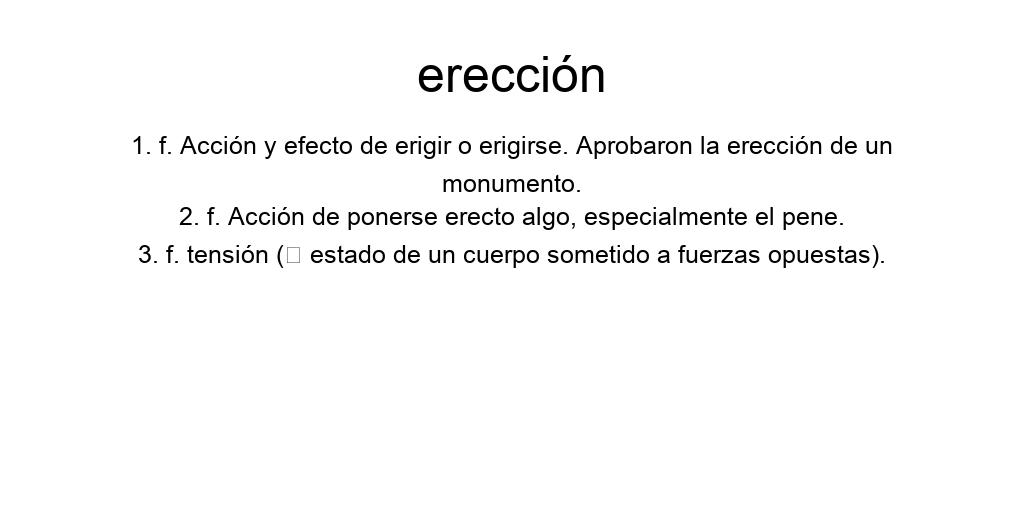 erección
1. f. Acción y efecto de erigir o erigirse. Aprobaron la erección de un
monumento.
2. f. Acción de ponerse erecto algo, especialmente el pene.
3. f. tensión (□ estado de un cuerpo sometido a fuerzas opuestas).